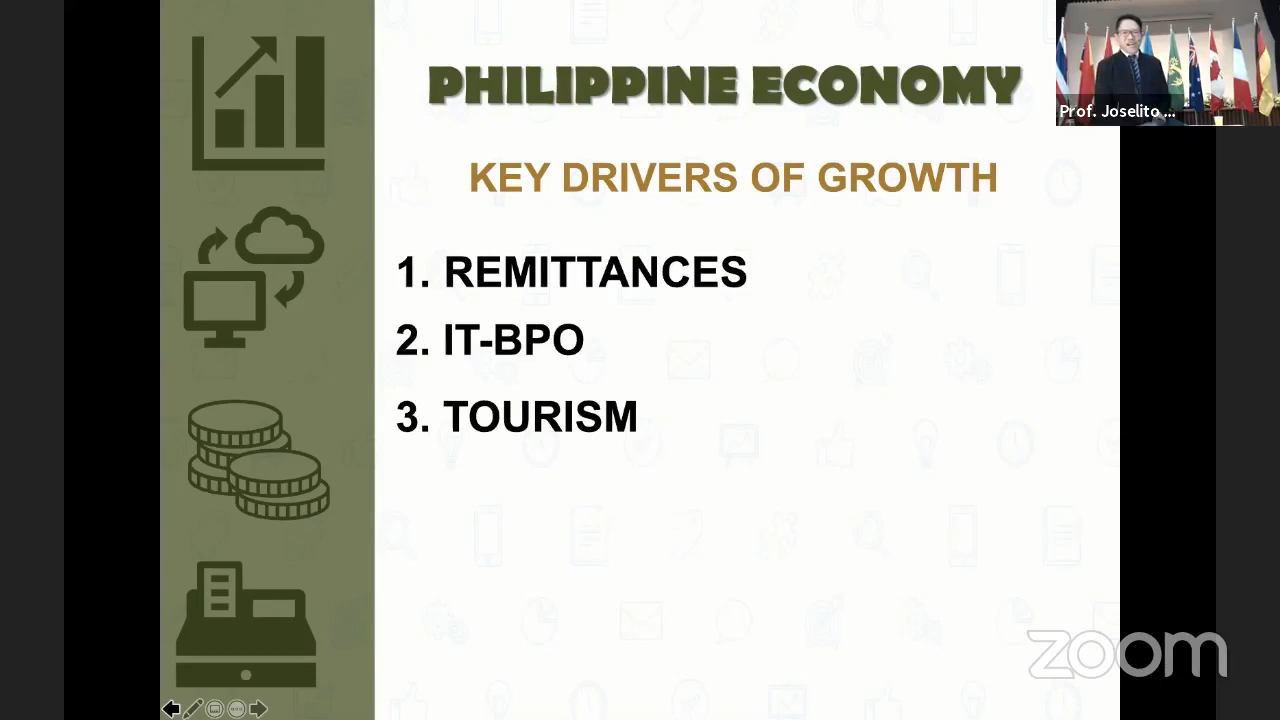 PHILIPPINE ECONOMY
Prof. Joselito ...
KEY DRIVERS OF GROWTH
1. REMITTANCES
2. IT-BPO
3. TOURISM
zoom